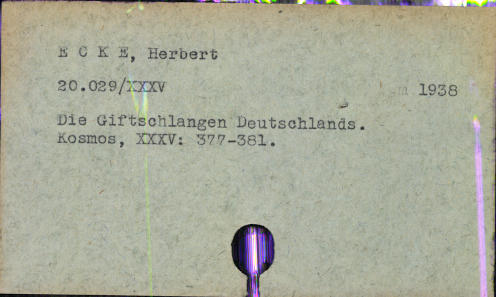 E C K E, Herbert
20.029/XXXV 1938
Die Giftschlangen Deutschlands.
Kosmos, XXXV: 377-381.